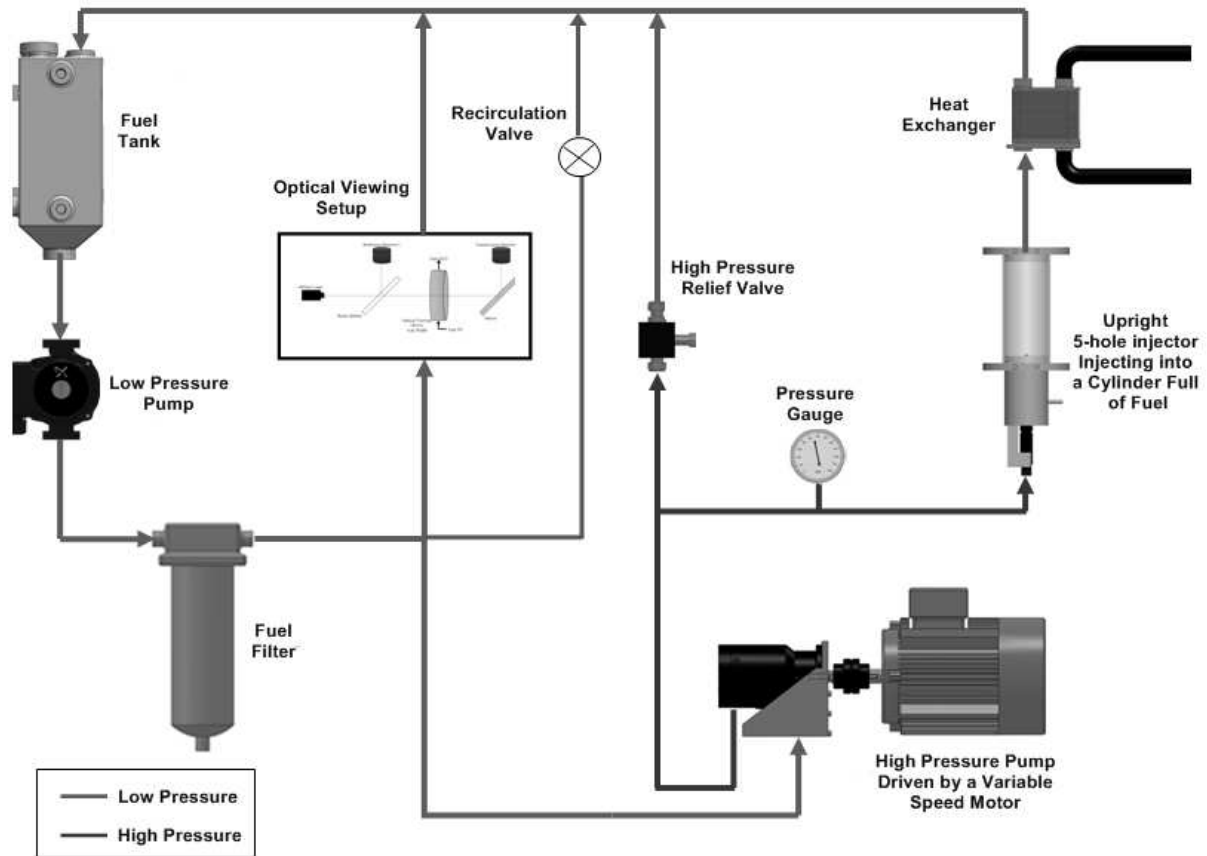 Fuel
Tank
Recirculation
Valve
Heat
Exchanger
Optical Viewing
Setup
High Pressure
Relief Valve
Upright
5-hole injector
Injecting into
a Cylinder Full
of Fuel
Low Pressure
Pump
Pressure
Gauge
Fuel
Filter
High Pressure Pump
Driven by a Variable
Speed Motor
Low Pressure
High Pressure